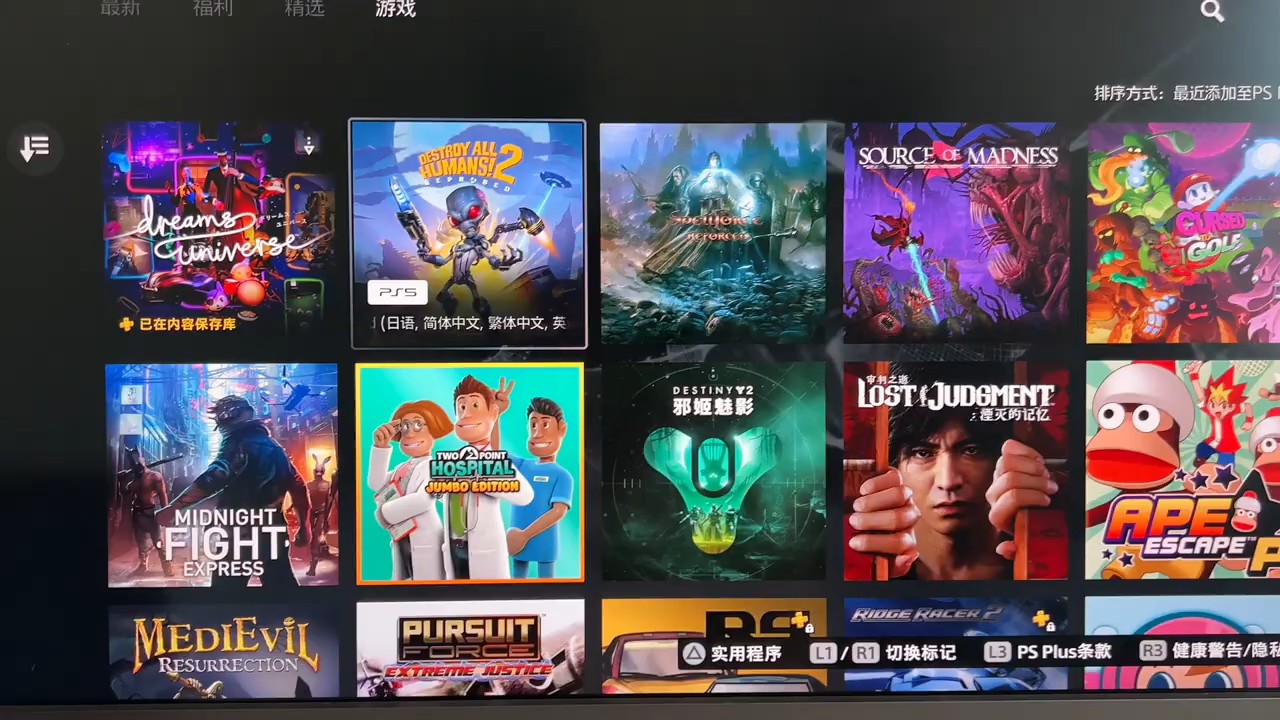 最新 福利 精选 游戏
排序方式：最近添加至PS
dreams
universe
已在内容保存库
DESTROY ALL
HUMANS! 2
REPROBED
PS5
(日语, 简体中文, 繁体中文, 英
SPELLFORCE
REFORCED
SOURCE OF MADNESS
CURSED
TO
GOLF
MIDNIGHT
FIGHT
EXPRESS
TWO POINT
HOSPITAL
JUMBO EDITION
DESTINY 2
邪姬魅影
审判之逝
LOST JUDGMENT
：湮灭的记忆
APE
ESCAPE™
P
MEDIEVIL
RESURRECTION
PURSUIT
FORCE
EXTREME JUSTICE
RIDGE RACER 2
实用程序 L1 / R1 切换标记 L3 PS Plus条款 R3 健康警告/隐私